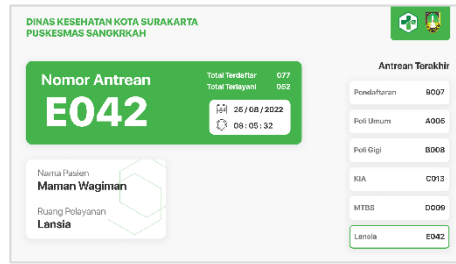 DINAS KESEHATAN KOTA SURAKARTA
PUSKESMAS SANGKRKAH
Nomor Antrean
E042
Total Terdaftar 077
Total Terlayani 052
25/08/2022
08:05:32
Nama Pasien
Maman Wagiman
Ruang Pelayanan
Lansia
Antrean Terakhir
Pendaftaran B007
Poli Umum A005
Poli Gigi B008
KIA C013
MTBS D009
Lansia E042